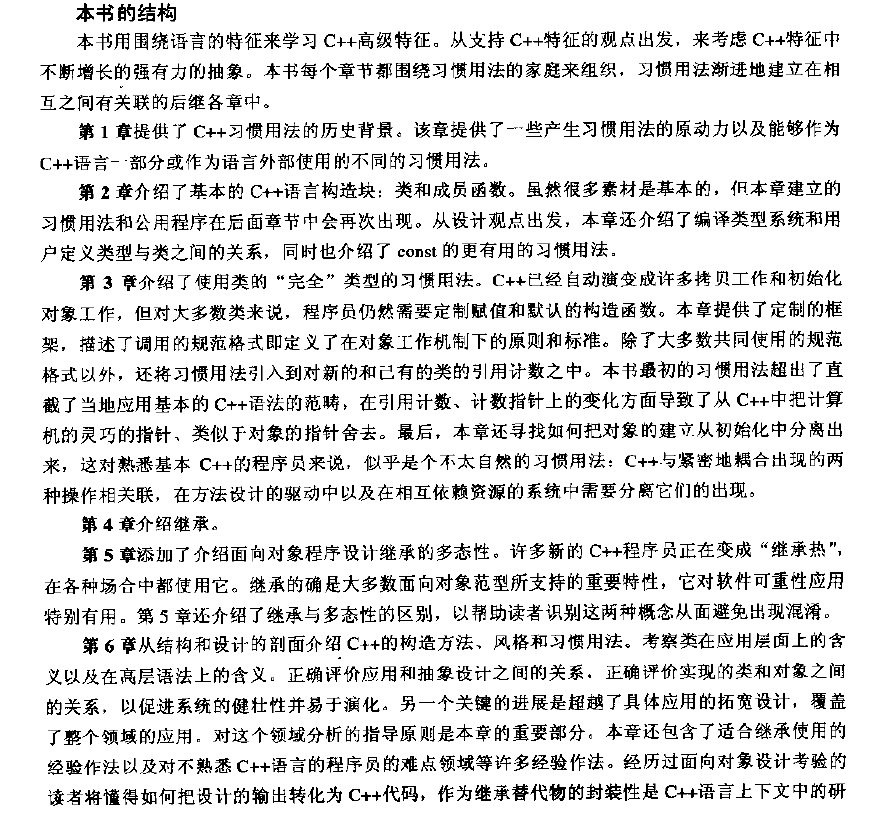 本书的结构
本书用围绕语言的特征来学习 C++高级特征。从支持 C++特征的观点出发，来考虑 C++特征中
不断增长的强有力的抽象。本书每个章节都围绕习惯用法的家庭来组织，习惯用法渐进地建立在相
互之间有关联的后继各章中。
第 1 章提供了 C++习惯用法的历史背景。该章提供了一些产生习惯用法的原动力以及能够作为
C++语言一部分或作为语言外部使用的不同的习惯用法。
第 2 章介绍了基本的 C++语言构造块：类和成员函数。虽然很多素材是基本的，但本章建立的
习惯用法和公用程序在后面章节中会再次出现。从设计观点出发，本章还介绍了编译类型系统和用
户定义类型与类之间的关系，同时也介绍了 const 的更有用的习惯用法。
第 3 章介绍了使用类的“完全”类型的习惯用法。C++已经自动演变成许多拷贝工作和初始化
对象工作，但对大多数类来说，程序员仍然需要定制赋值和默认的构造函数。本章提供了定制的框
架，描述了调用的规范格式即定义了在对象工作机制下的原则和标准。除了大多数共同使用的规范
格式以外，还将习惯用法引入到对新的和已有的类的引用计数之中。本书最初的习惯用法超出了直
截了当地应用基本的 C++语法的范畴，在引用计数、计数指针上的变化方面导致了从 C++中把计算
机的灵巧的指针、类似于对象的指针舍去。最后，本章还寻找如何把对象的建立从初始化中分离出
来，这对熟悉基本 C++的程序员来说，似乎是个不太自然的习惯用法：C++与紧密地耦合出现的两
种操作相关联，在方法设计的驱动中以及在相互依赖资源的系统中需要分离它们的出现。
第 4 章介绍继承。
第 5 章添加了介绍面向对象程序设计继承的多态性。许多新的 C++程序员正在变成“继承热”，
在各种场合中都使用它。继承的确是大多数面向对象范型所支持的重要特性，它对软件可重性应用
特别有用。第 5 章还介绍了继承与多态性的区别，以帮助读者识别这两种概念从面避免出现混淆。
第 6 章从结构和设计的剖面介绍 C++的构造方法、风格和习惯用法。考察类在应用层面上的含
义以及在高层语法上的含义。正确评价应用和抽象设计之间的关系，正确评价实现的类和对象之间
的关系，以促进系统的健壮性并易于演化。另一个关键的进展是超越了具体应用的拓宽设计，覆盖
了整个领域的应用。对这个领域分析的指导原则是本章的重要部分。本章还包含了适合继承使用的
经验作法以及对不熟悉 C++语言的程序员的难点领域等许多经验作法。经历过面向对象设计考验的
读者将懂得如何把设计的输出转化为 C++代码，作为继承替代物的封装性是 C++语言上下文中的研